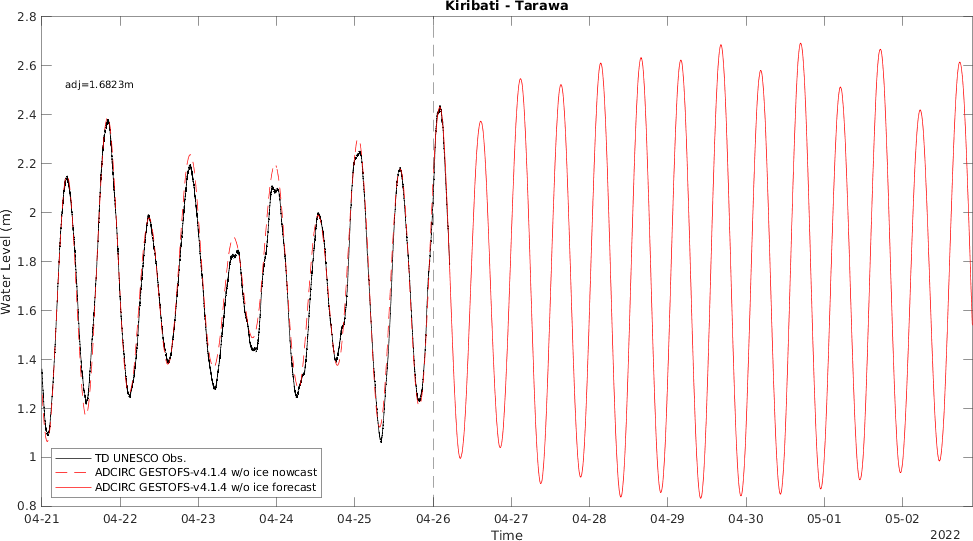 Kiribati - Tarawa
2.8
2.6
2.4
2.2
2
1.8
1.6
1.4
1.2
1
0.8
Water Level (m)
adj=1.6823m
TD UNESCO Obs.
ADCIRC GESTOFS-v4.1.4 w/o ice nowcast
ADCIRC GESTOFS-v4.1.4 w/o ice forecast
04-21 04-22 04-23 04-24 04-25 04-26 04-27 04-28 04-29 04-30 05-01 05-02
Time
2022